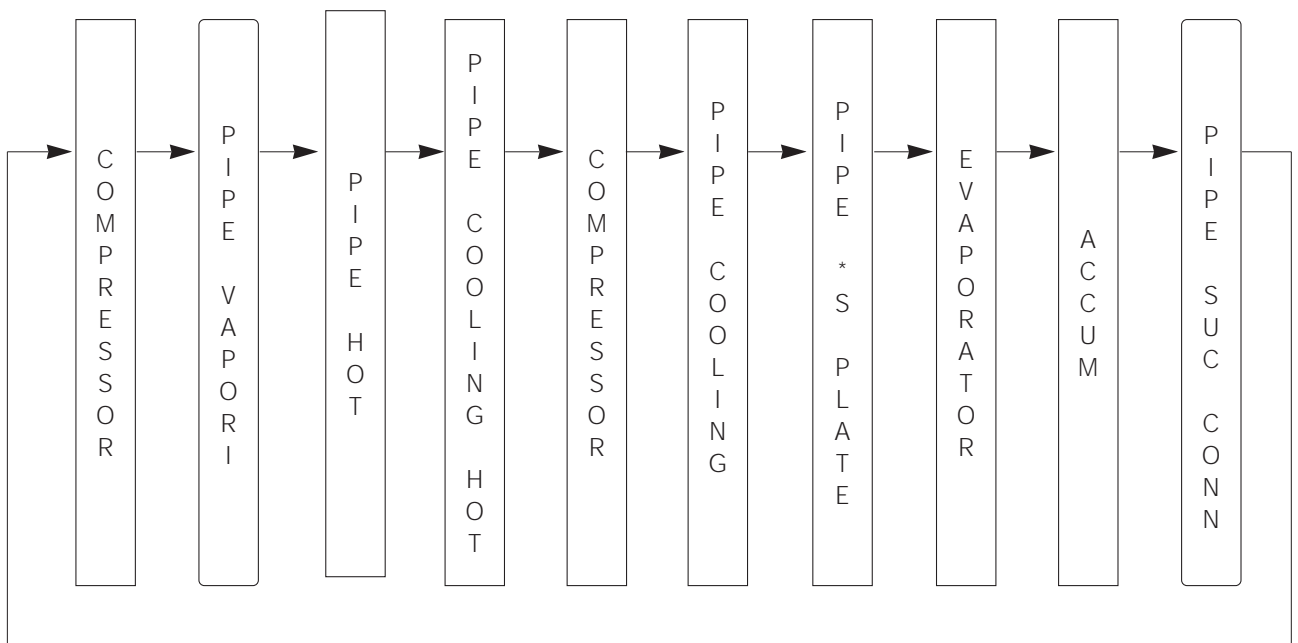 COMPRESSOR
PIPE VAPORI
PIPE HOT
PIPE COOLING HOT
COMPRESSOR
PIPE COOLING
PIPE *S PLATE
EVAPORATOR
ACCUM
PIPE SUC CONN